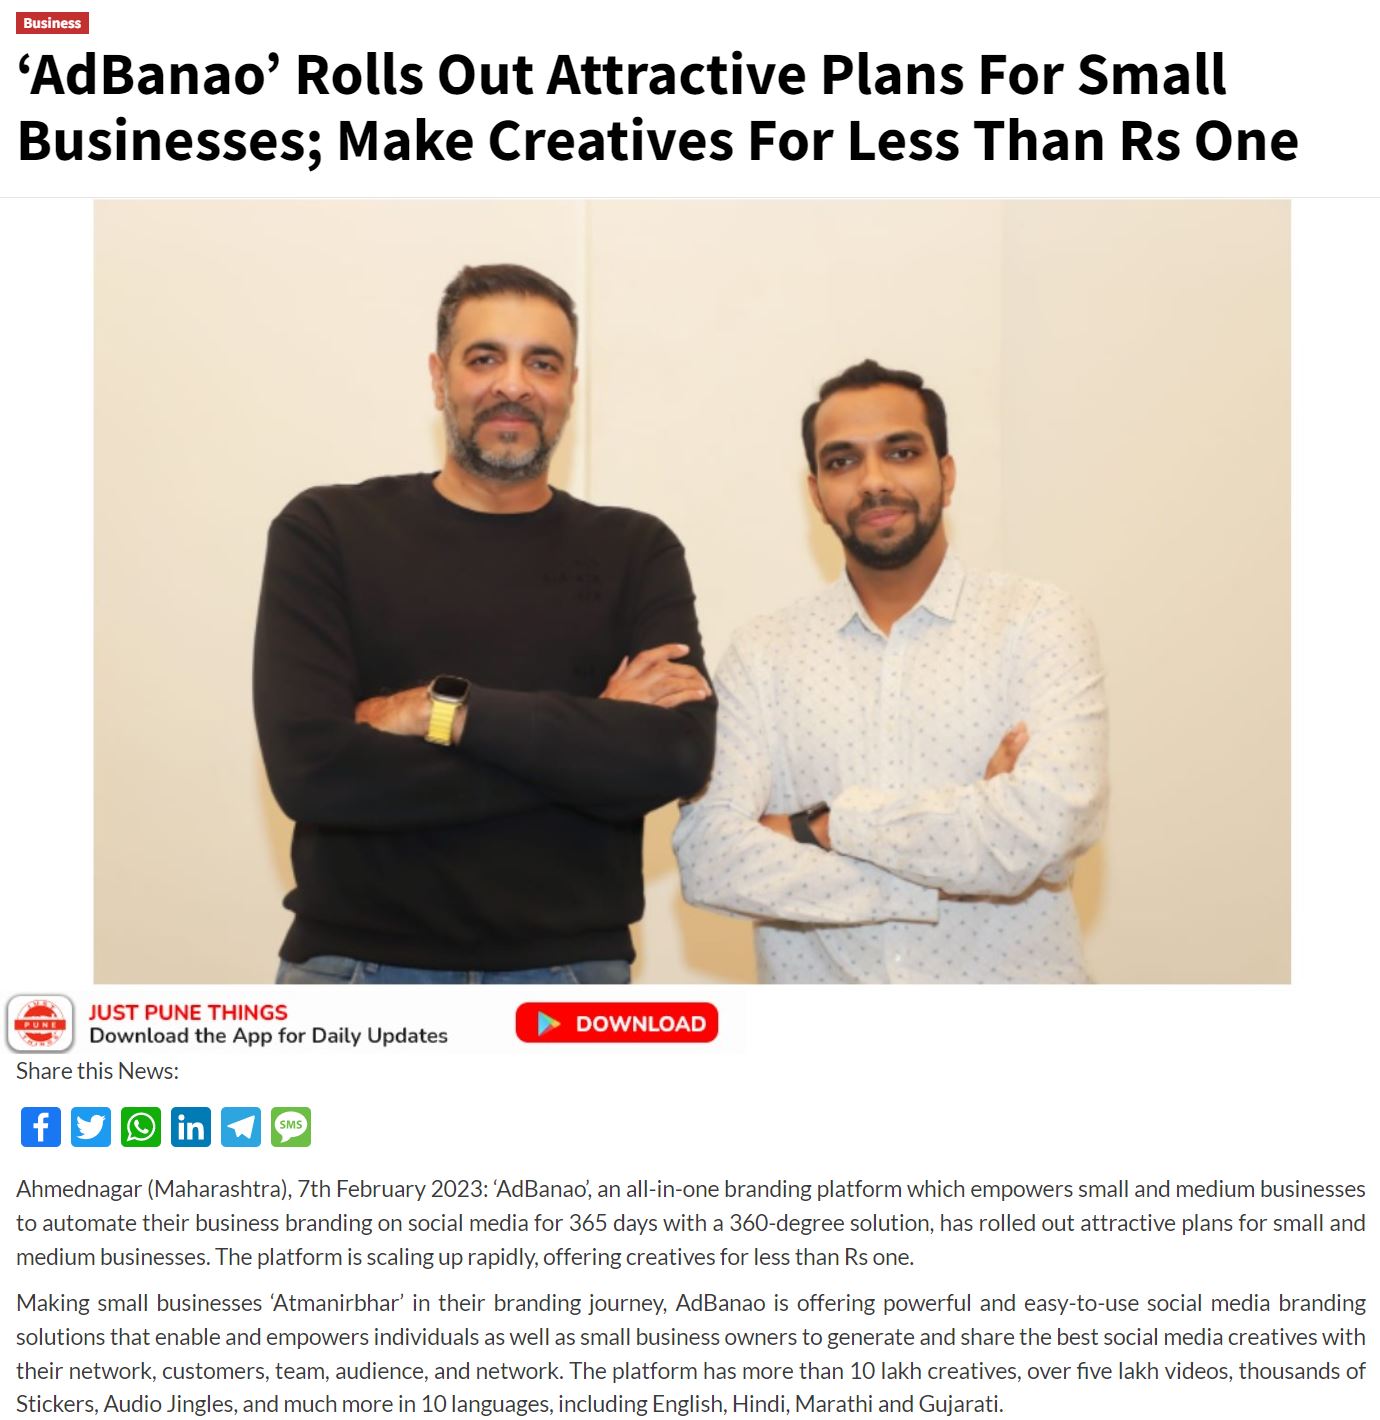 Business
‘AdBanao’ Rolls Out Attractive Plans For Small
Businesses; Make Creatives For Less Than Rs One
PUNE
JUST PUNE THINGS
Download the App for Daily Updates
DOWNLOAD
Share this News:
SMS
Ahmednagar (Maharashtra), 7th February 2023: ‘AdBanao’, an all-in-one branding platform which empowers small and medium businesses
to automate their business branding on social media for 365 days with a 360-degree solution, has rolled out attractive plans for small and
medium businesses. The platform is scaling up rapidly, offering creatives for less than Rs one.
Making small businesses ‘Atmanirbhar’ in their branding journey, AdBanao is offering powerful and easy-to-use social media branding
solutions that enable and empowers individuals as well as small business owners to generate and share the best social media creatives with
their network, customers, team, audience, and network. The platform has more than 10 lakh creatives, over five lakh videos, thousands of
Stickers, Audio Jingles, and much more in 10 languages, including English, Hindi, Marathi and Gujarati.